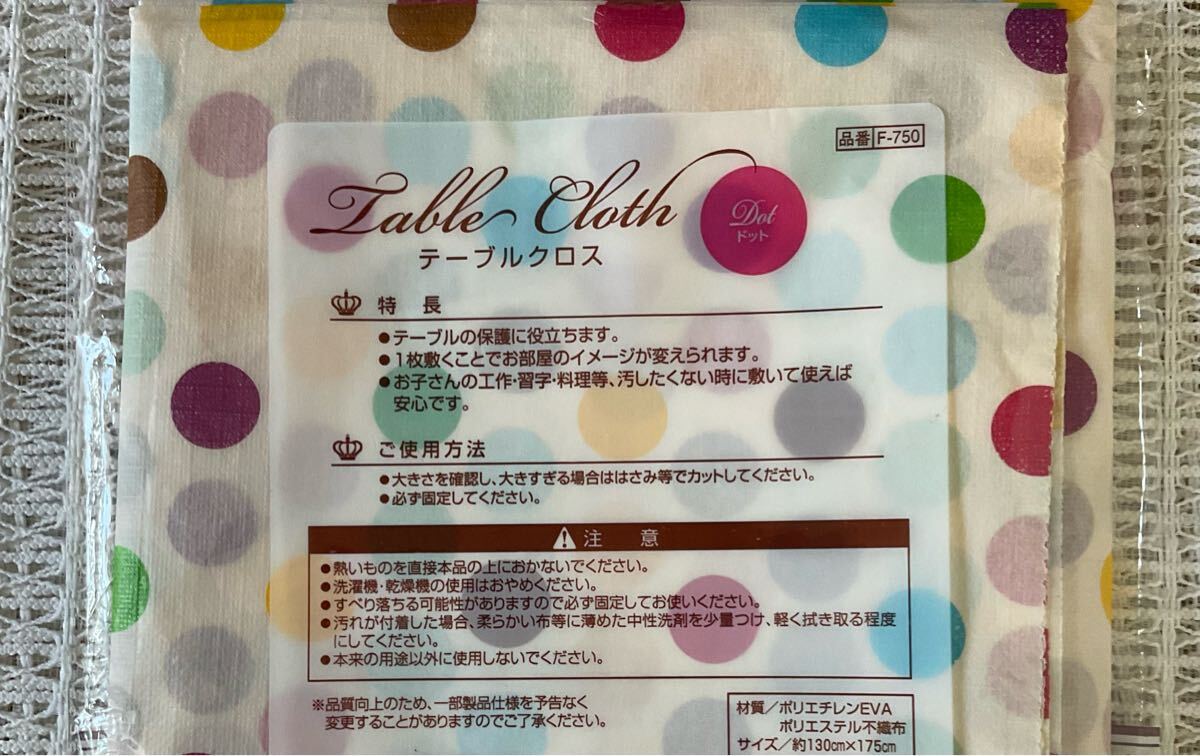 品番 F-750
Table Cloth
Dot
ドット
テーブルクロス
特 長
●テーブルの保護に役立ちます。
●1枚敷くことでお部屋のイメージが変えられます。
●お子さんの工作・習字・料理等、汚したくない時に敷いて使えば
安心です。
ご使用方法
●大きさを確認し、大きすぎる場合ははさみ等でカットしてください。
●必ず固定してください。
注 意
●熱いものを直接本品の上におかないでください。
●洗濯機・乾燥機の使用はおやめください。
●すべり落ちる可能性がありますので必ず固定してお使いください。
●汚れが付着した場合、柔らかい布等に薄めた中性洗剤を少量つけ、軽く拭き取る程度
にしてください。
●本来の用途以外に使用しないでください。
※品質向上のため、一部製品仕様を予告なく
変更することがありますのでご了承ください。
材質/ポリエチレンEVA
ポリエステル不織布
サイズ/約130cm×175cm